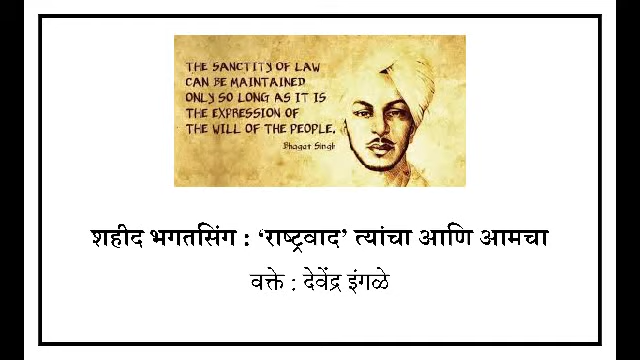 THE SANCTITY OF LAW
CAN BE MAINTAINED
ONLY SO LONG AS IT IS
THE EXPRESSION OF
THE WILL OF THE PEOPLE.
Bhagat Singh
शहीद भगतसिंग : ‘राष्ट्रवाद’ त्यांचा आणि आमचा
वक्ते : देवेंद्र इंगळे